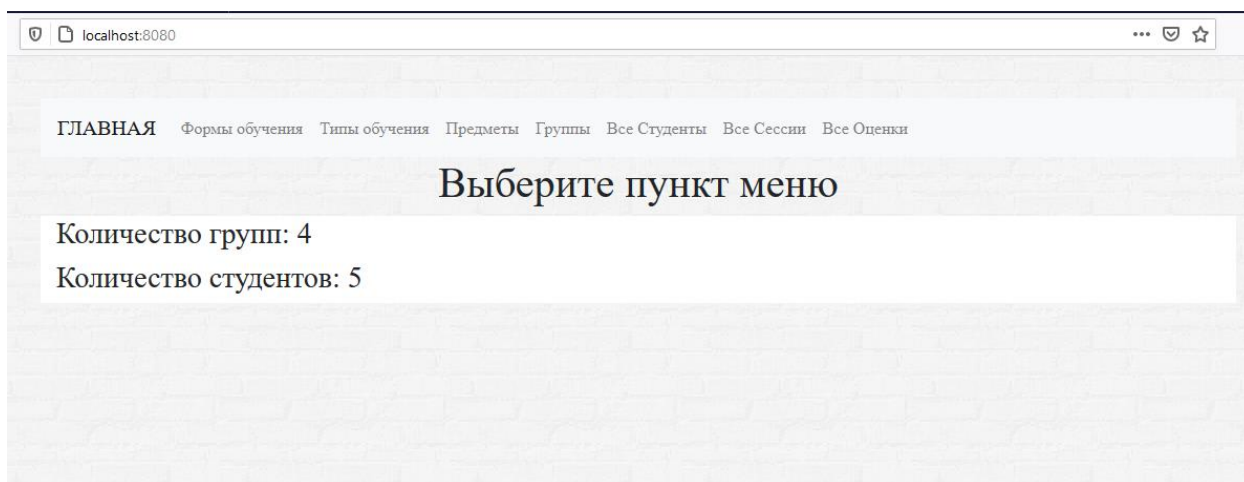 localhost:8080
ГЛАВНАЯ Формы обучения Типы обучения Предметы Группы Все Студенты Все Сессии Все Оценки
Выберите пункт меню
Количество групп: 4
Количество студентов: 5